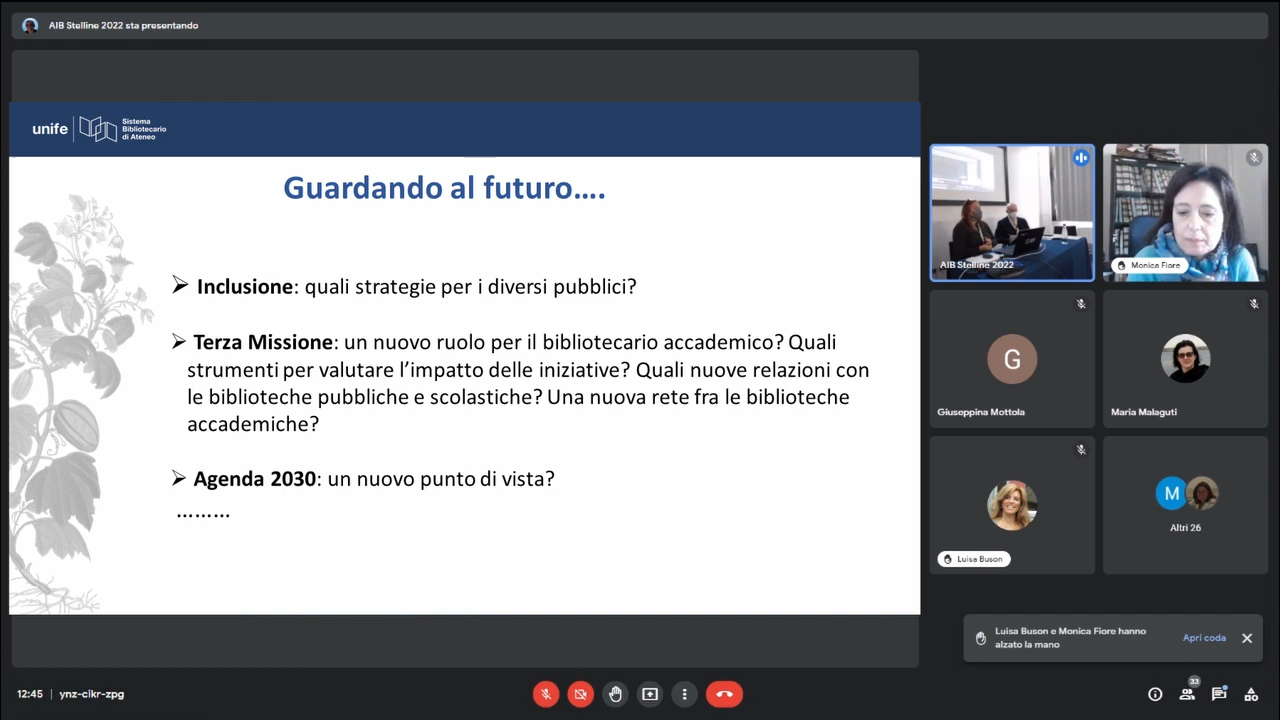 AIB Stelline 2022 sta presentando
unife
Sistema
Bibliotecario
di Ateneo
Guardando al futuro....
Inclusione: quali strategie per i diversi pubblici?
Terza Missione: un nuovo ruolo per il bibliotecario accademico? Quali
strumenti per valutare l’impatto delle iniziative? Quali nuove relazioni con
le biblioteche pubbliche e scolastiche? Una nuova rete fra le biblioteche
accademiche?
Agenda 2030: un nuovo punto di vista?
.........
AIB Stelline 2022
Monica Fiore
G
Giuseppina Mottola
Maria Malaguti
Luisa Buson
M
Altri 26
Luisa Buson e Monica Fiore hanno
alzato la mano
Apri coda
12:45 | ynz-cikr-zpg
33